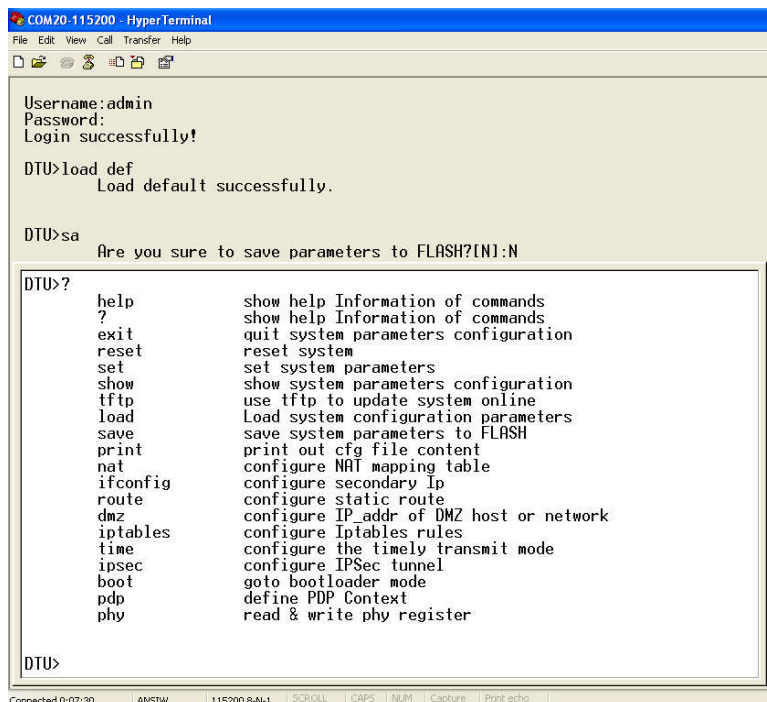 COM20-115200 - HyperTerminal
File Edit View Call Transfer Help
Username:admin
Password:
Login successfully!
DTU>load def
Load default successfully.
DTU>sa
Are you sure to save parameters to FLASH?[N]:N
DTU>?
help show help Information of commands
? show help Information of commands
exit quit system parameters configuration
reset reset system
set set system parameters
show show system parameters configuration
tftp use tftp to update system online
load Load system configuration parameters
save save system parameters to FLASH
print print out cfg file content
nat configure NAT mapping table
ifconfig configure secondary Ip
route configure static route
dmz configure IP_addr of DMZ host or network
iptables configure Iptables rules
time configure the timely transmit mode
ipsec configure IPSec tunnel
boot goto bootloader mode
pdp define PDP Context
phy read & write phy register
DTU>
Connected 0:07:30 ANSIW 115200 8-N-1 SCROLL CAPS NUM Capture Print echo